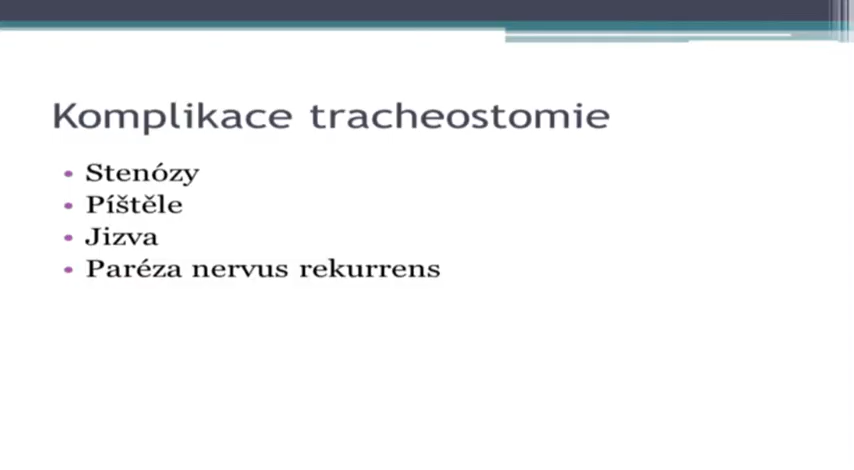 Komplikace tracheostomie
• Stenózy
• Píštěle
• Jizva
• Paréza nervus rekurrens